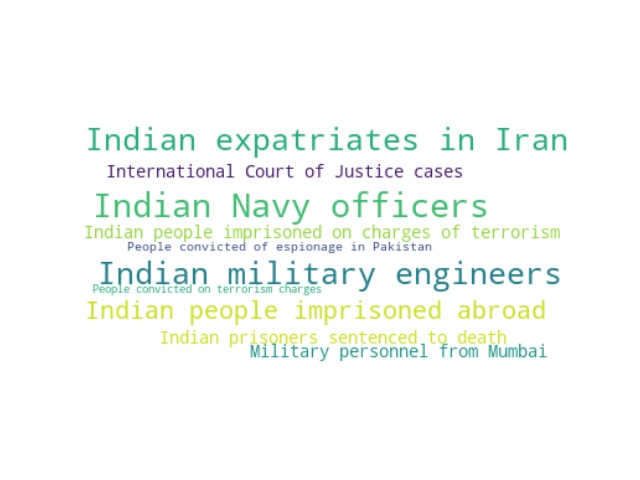 Indian expatriates in Iran
International Court of Justice cases
Indian Navy officers
Indian people imprisoned on charges of terrorism
People convicted of espionage in Pakistan
Indian military engineers
People convicted on terrorism charges
Indian people imprisoned abroad
Indian prisoners sentenced to death
Military personnel from Mumbai